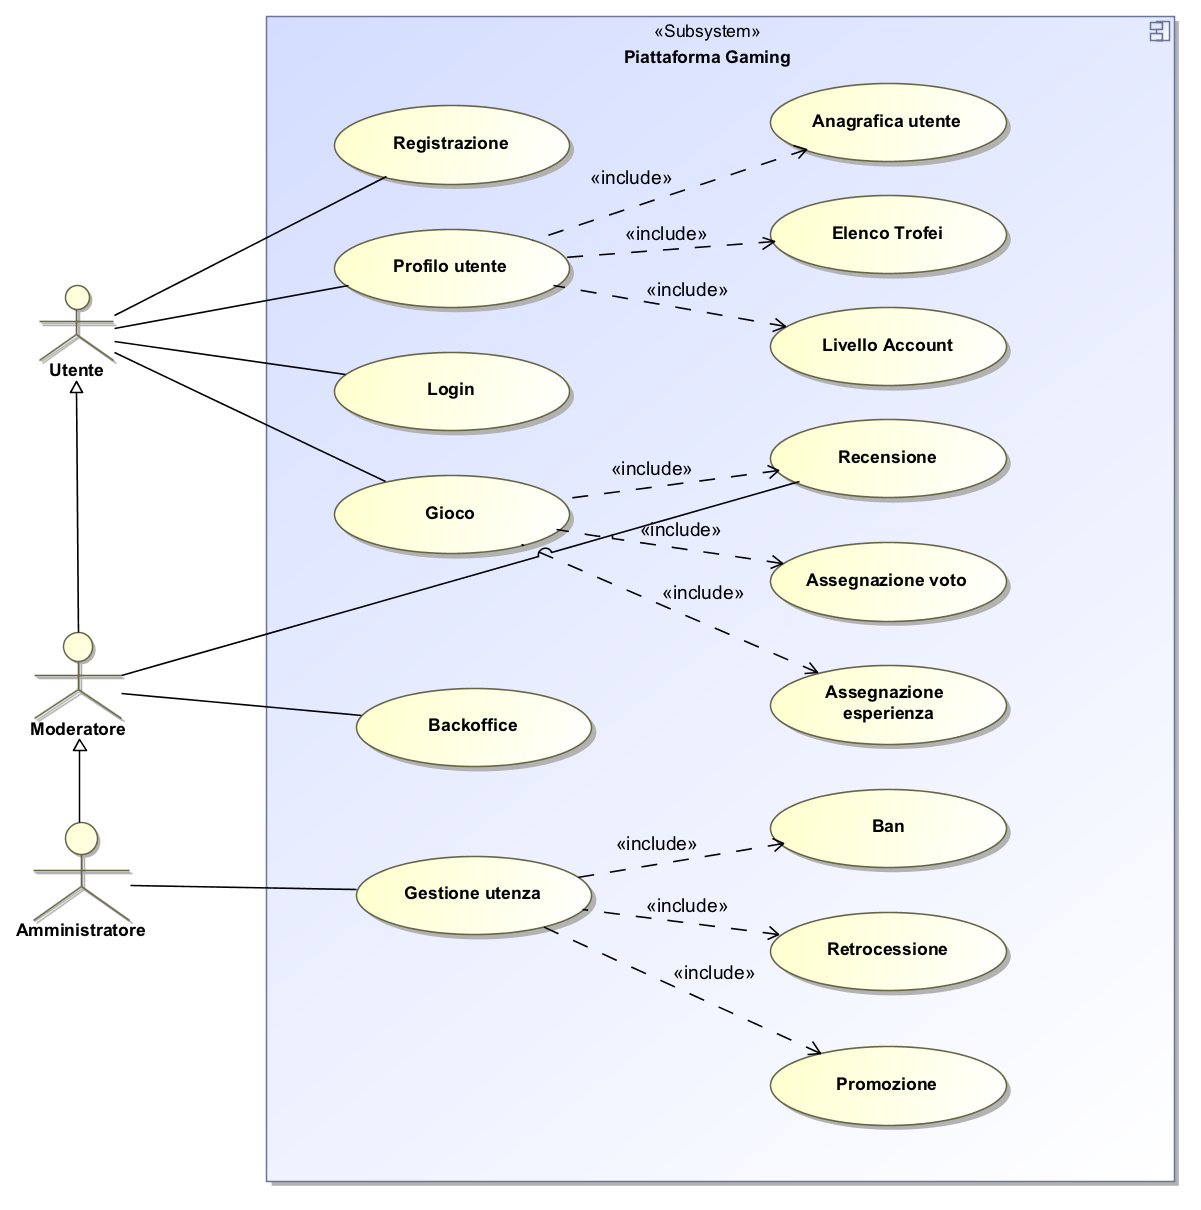 «Subsystem»
Piattaforma Gaming
Anagrafica utente
Registrazione
«include»
Elenco Trofei
«include»
Profilo utente
«include»
Livello Account
Utente
Login
Recensione
«include»
Gioco
«include»
Assegnazione voto
«include»
Assegnazione
esperienza
Moderatore
Backoffice
Ban
«include»
Gestione utenza
«include»
Amministratore
Retrocessione
«include»
Promozione